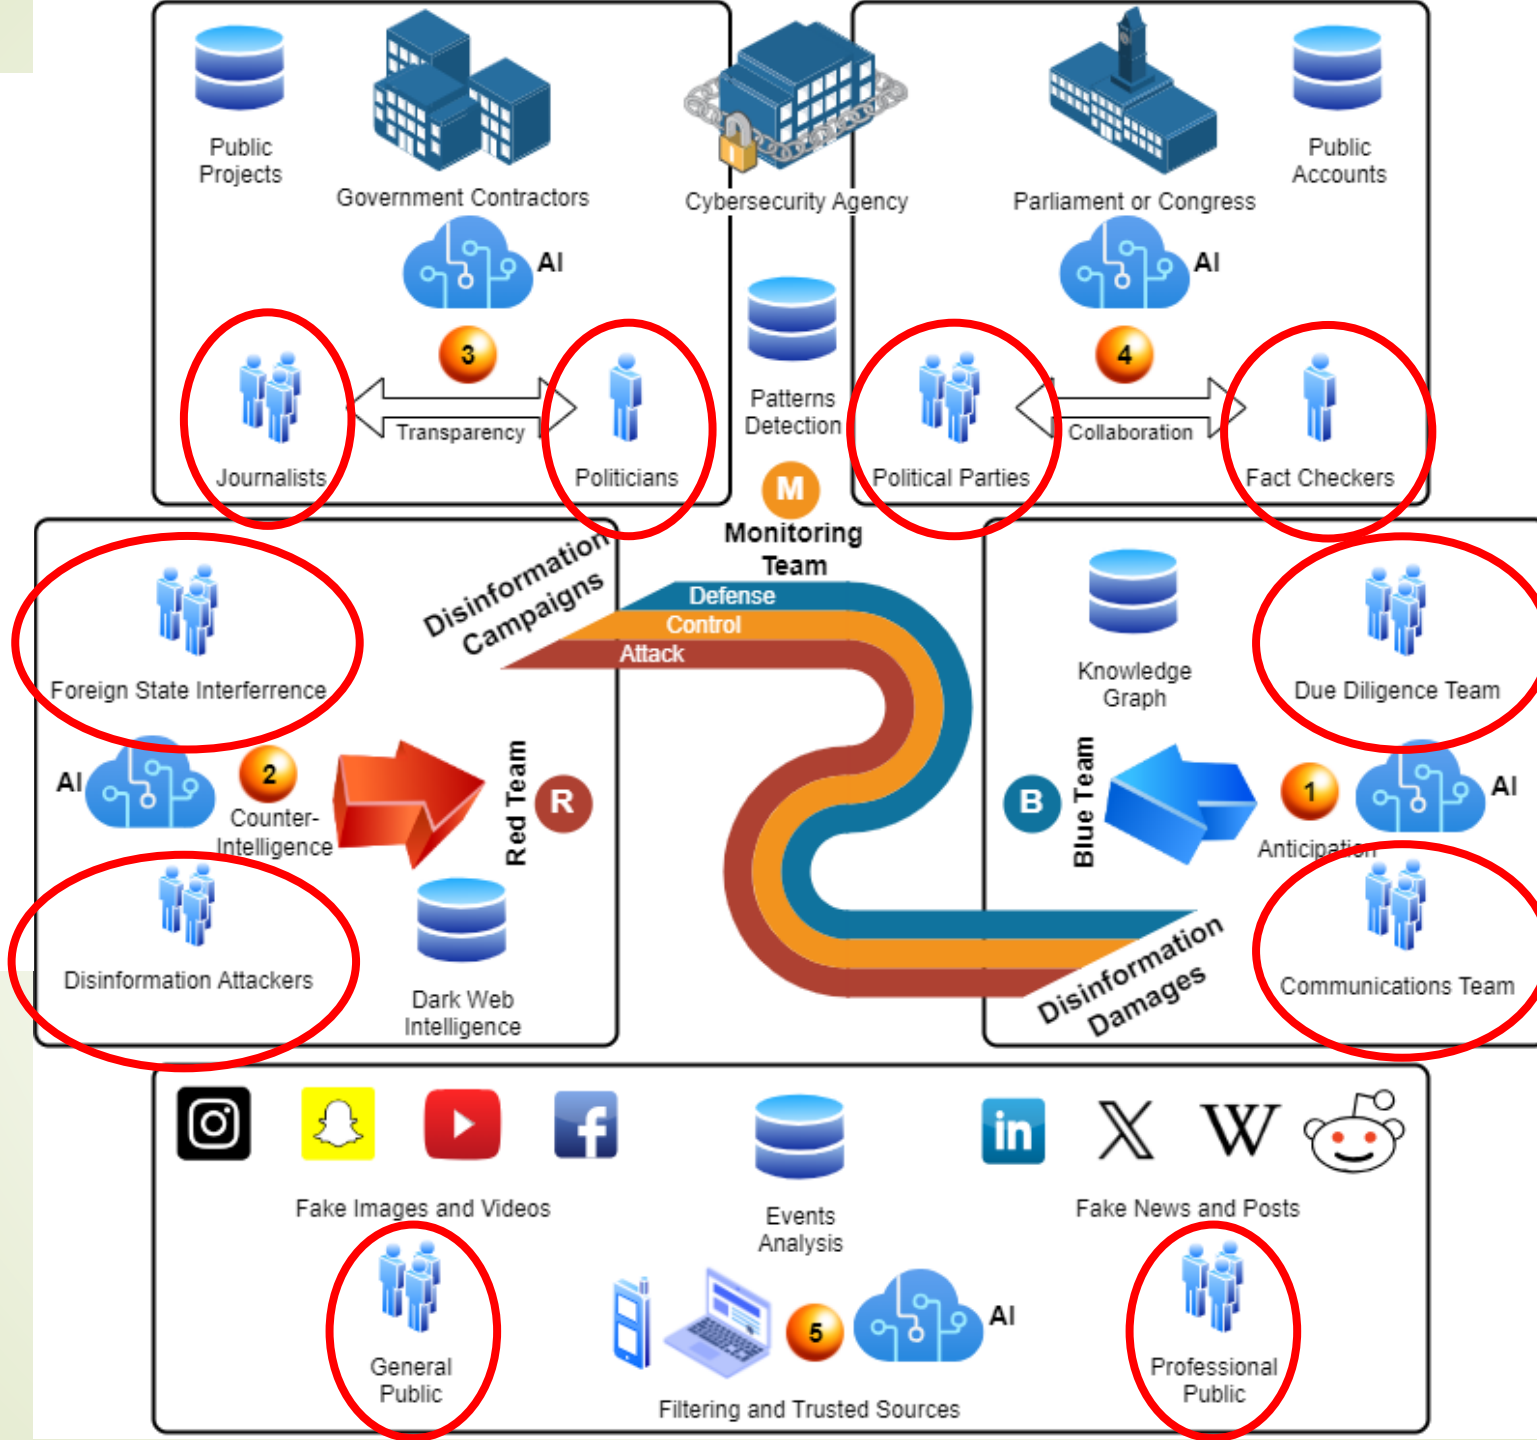 Public
Projects
Government Contractors
Cybersecurity Agency
Parliament or Congress
Public
Accounts
AI
AI
3
4
Transparency
Patterns
Detection
Collaboration
Journalists
Politicians
Political Parties
Fact Checkers
M
Monitoring
Team
Disinformation
Campaigns
Defense
Control
Attack
Foreign State Interferrence
Knowledge
Graph
Due Diligence Team
AI
2
Counter-
Intelligence
Red Team
R
B
Blue Team
1
AI
Anticipation
Disinformation Attackers
Dark Web
Intelligence
Disinformation
Damages
Communications Team
in
X
W
f
Fake Images and Videos
Events
Analysis
Fake News and Posts
General
Public
5
AI
Filtering and Trusted Sources
Professional
Public